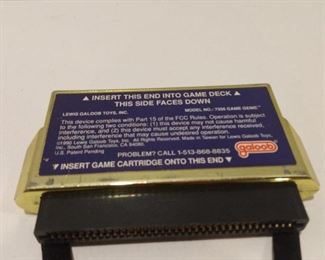 ▲ INSERT THIS END INTO GAME DECK ▲
THIS SIDE FACES DOWN
LEWIS GALOOB TOYS, INC. MODEL NO.: 7356 GAME GENIE™
This device complies with Part 15 of the FCC Rules. Operation is subject
to the following two conditions: (1) this device may not cause harmful
interference, and (2) this device must accept any interference received,
including interference that may cause undesired operation.
©1990 Lewis Galoob Toys, Inc. All Rights Reserved. Made in Taiwan for Lewis Galoob Toys,
Inc., South San Francisco, CA 94080.
U.S. Patent Pending
PROBLEM? CALL 1-513-868-8835
▼ INSERT GAME CARTRIDGE ONTO THIS END ▼
galoob